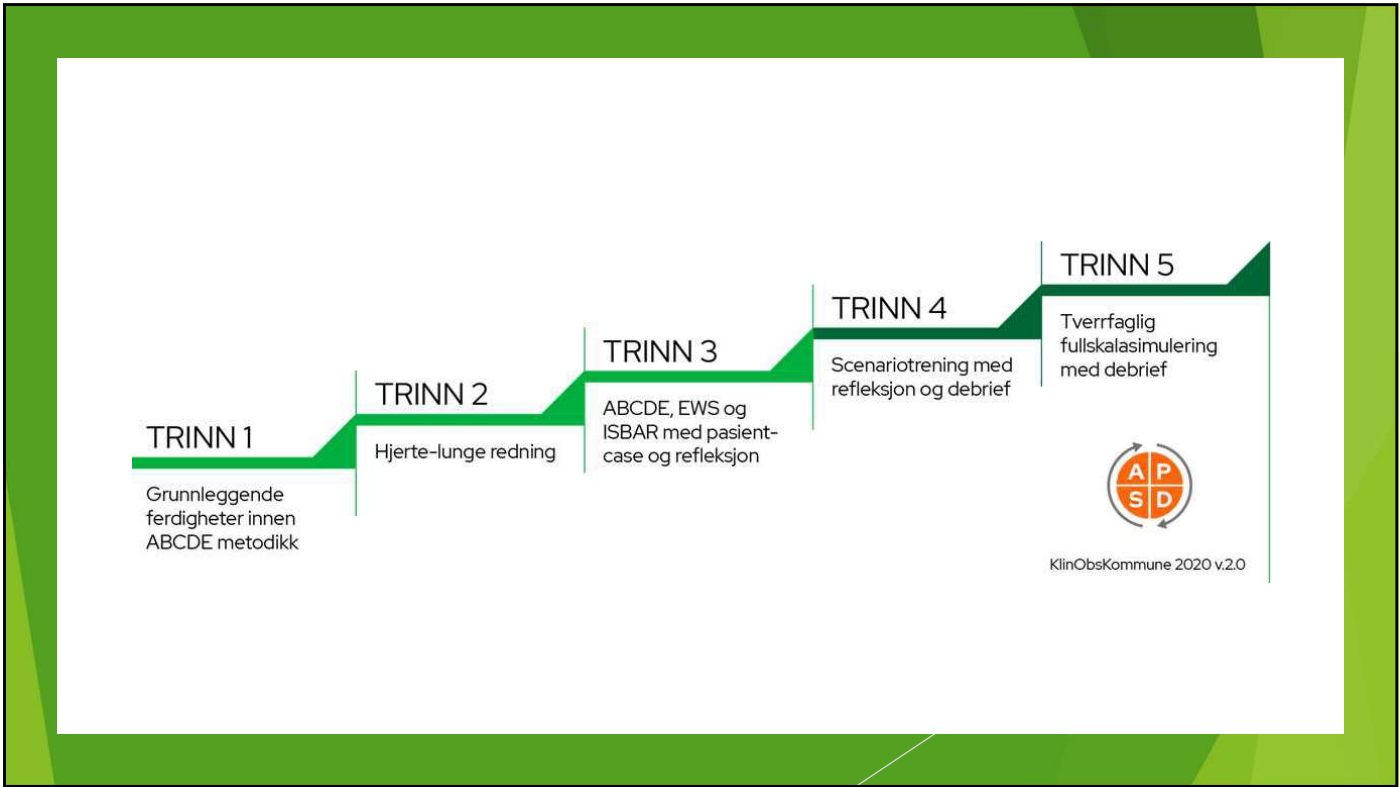 TRINN 1
Grunnleggende
ferdigheter innen
ABCDE metodikk
TRINN 2
Hjerte-lunge redning
TRINN 3
ABCDE, EWS og
ISBAR med pasient-
case og refleksjon
TRINN 4
Scenariotrening med
refleksjon og debrief
TRINN 5
Tverrfaglig
fullskalasimulering
med debrief
A P
S D
KlinObsKommune 2020 v.2.0